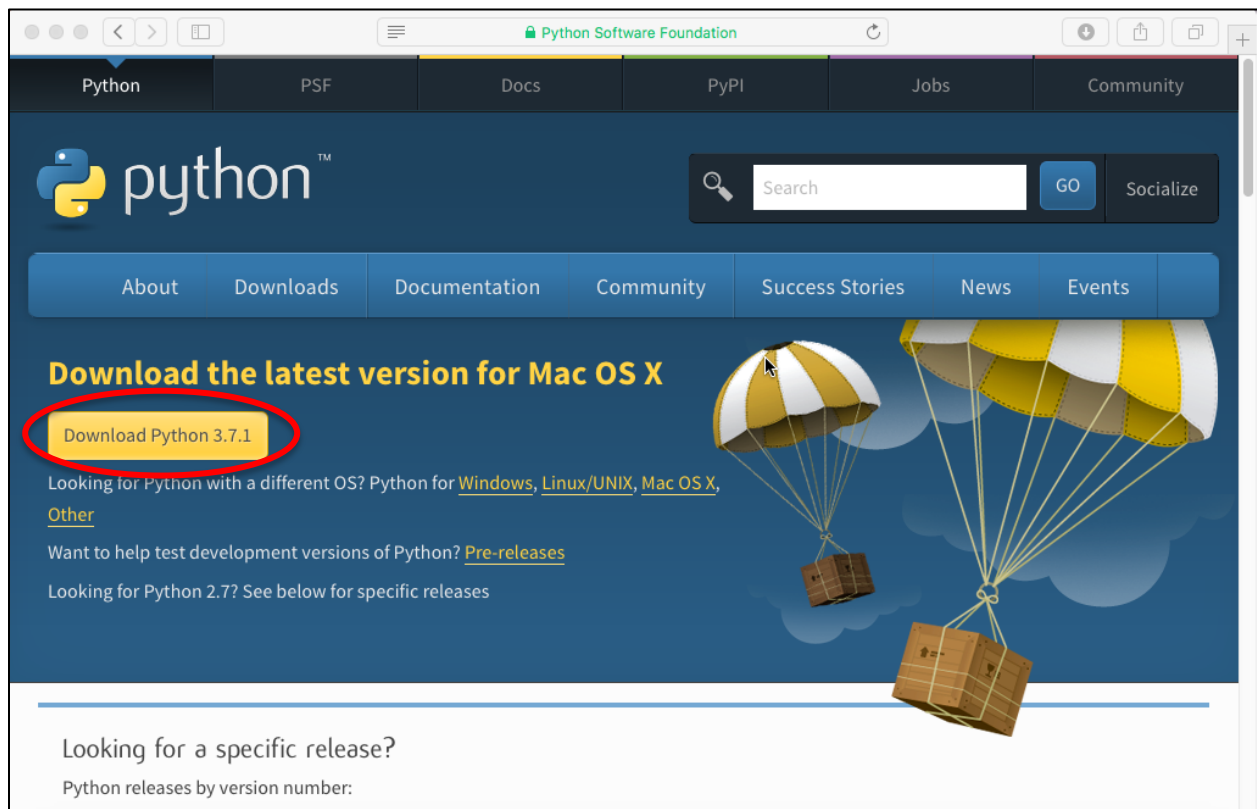 Python Software Foundation
Python PSF Docs PyPI Jobs Community
python™
Search GO Socialize
About Downloads Documentation Community Success Stories News Events
Download the latest version for Mac OS X
Download Python 3.7.1
Looking for Python with a different OS? Python for Windows, Linux/UNIX, Mac OS X,
Other
Want to help test development versions of Python? Pre-releases
Looking for Python 2.7? See below for specific releases
Looking for a specific release?
Python releases by version number: